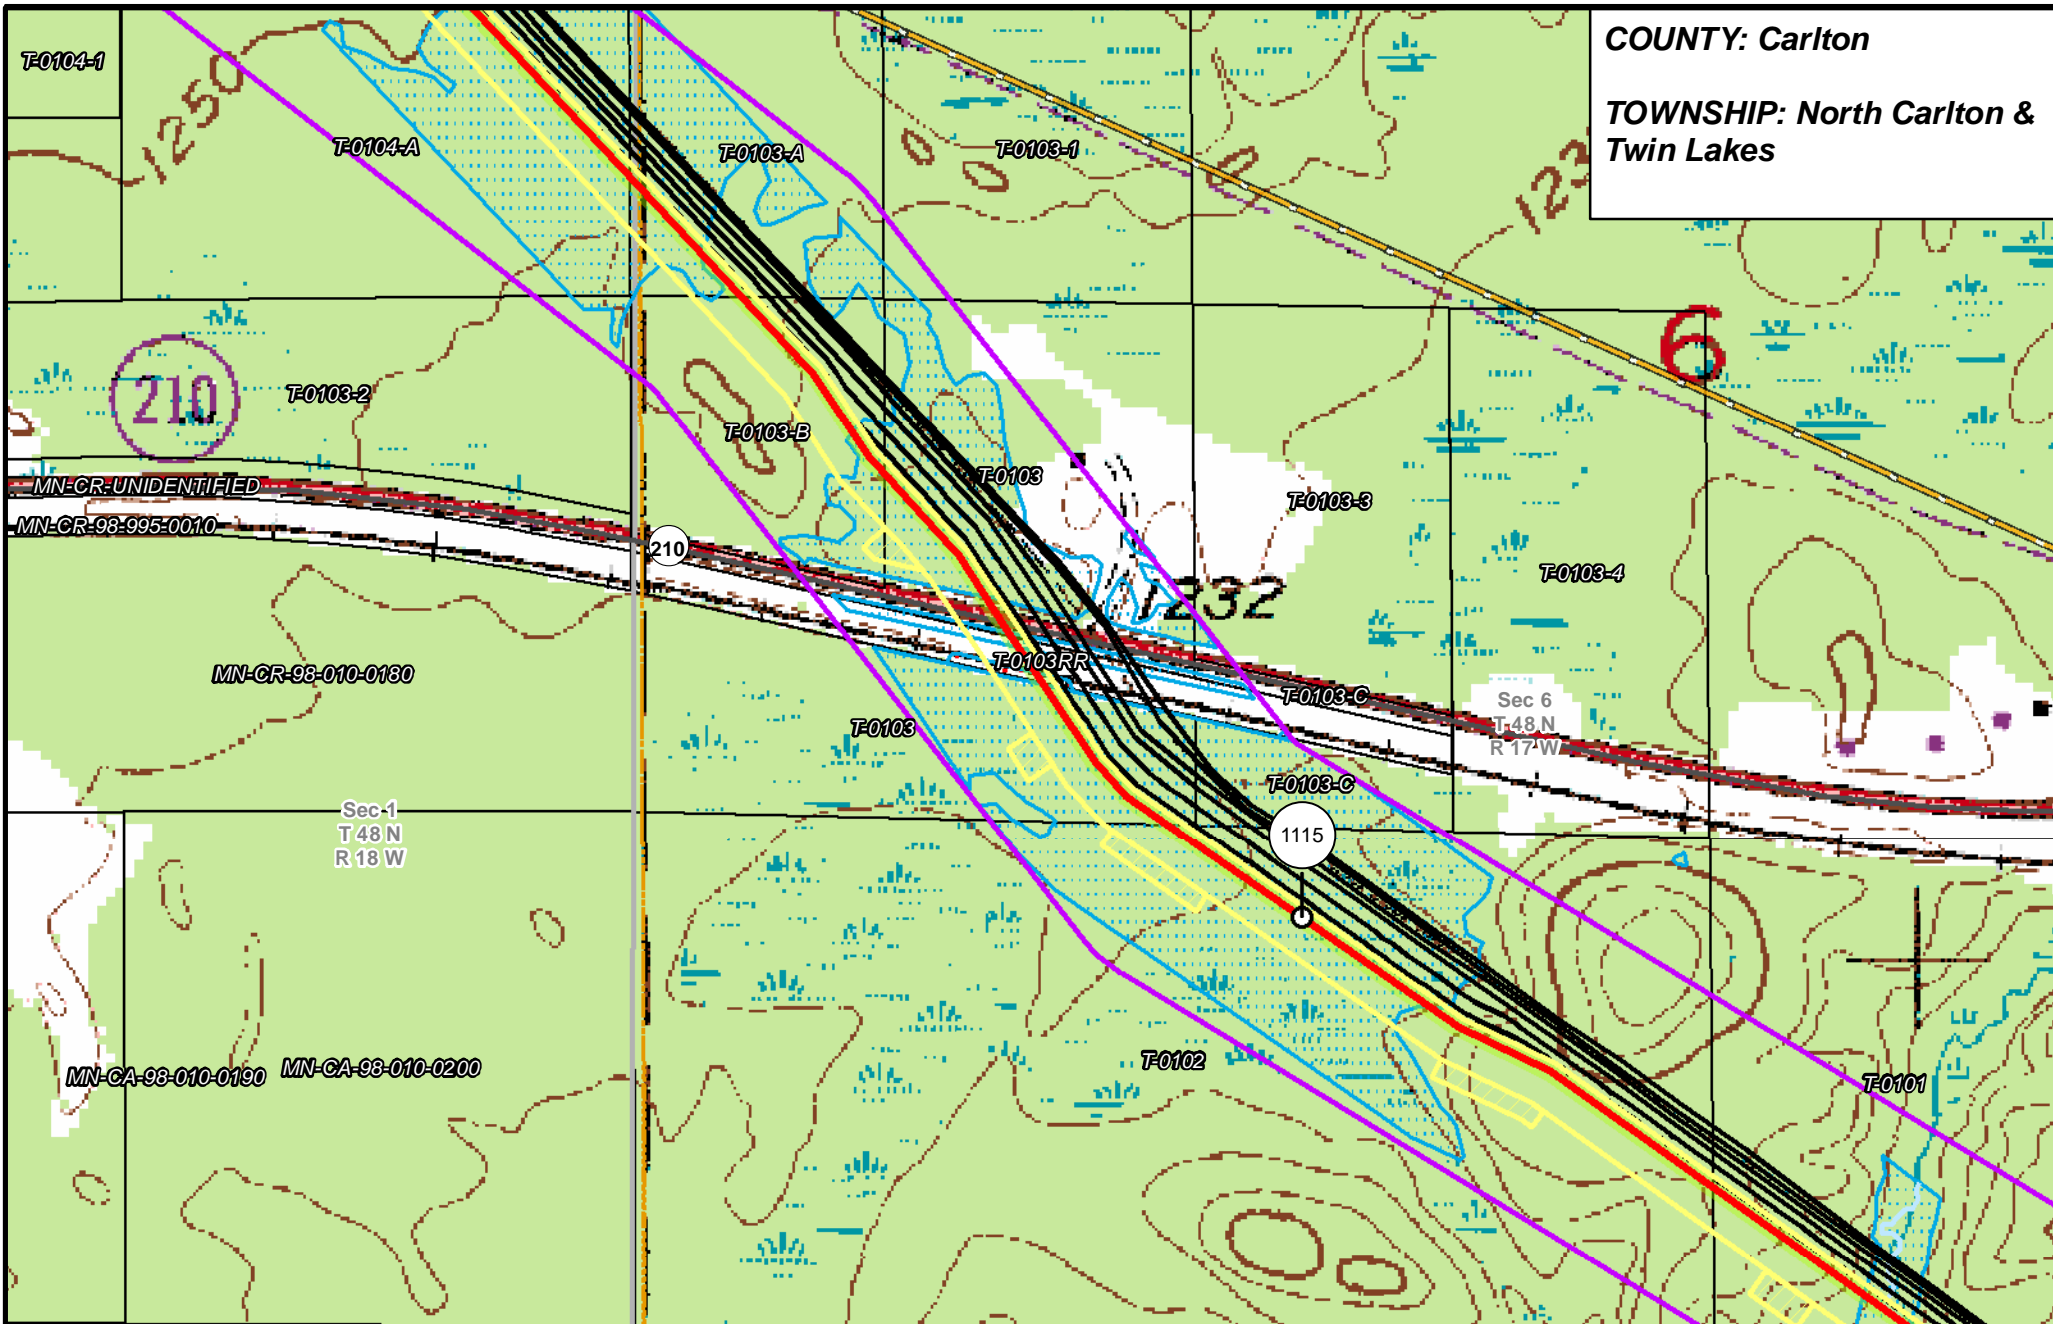 COUNTY: Carlton
TOWNSHIP: North Carlton &
Twin Lakes
T-0104-1
1250
T-0104-A
T-0103-A
T-0103-1
123
6
210
T-0103-2
T-0103-B
T-0103
T-0103-3
MN-CR-UNIDENTIFIED
MN-CR-98-995-0010
210
T-0103-4
1232
MN-CR-98-010-0180
T-0103RR
T-0103-C
Sec 6
T 48 N
R 17 W
T-0103
T-0103-C
Sec 1
T 48 N
R 18 W
1115
MN-CA-98-010-0190
MN-CA-98-010-0200
T-0102
T-0101